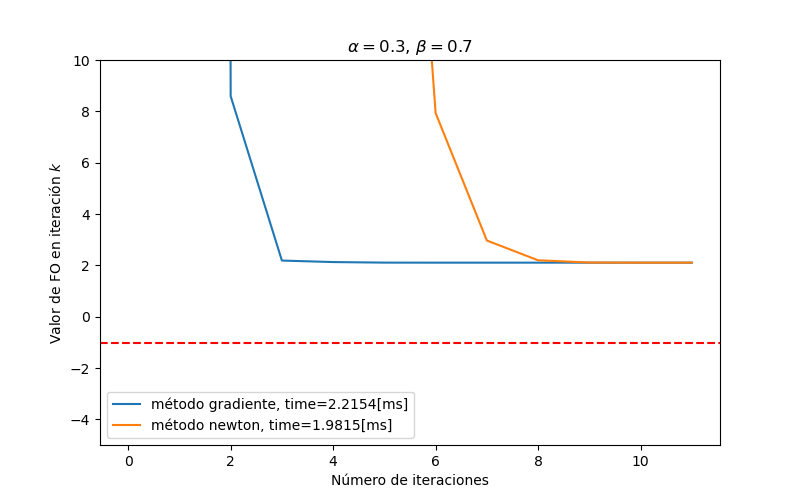 α = 0.3, β = 0.7
10
8
6
4
2
0
−2
−4
Valor de FO en iteración k
método gradiente, time=2.2154[ms]
método newton, time=1.9815[ms]
0 2 4 6 8 10
Número de iteraciones